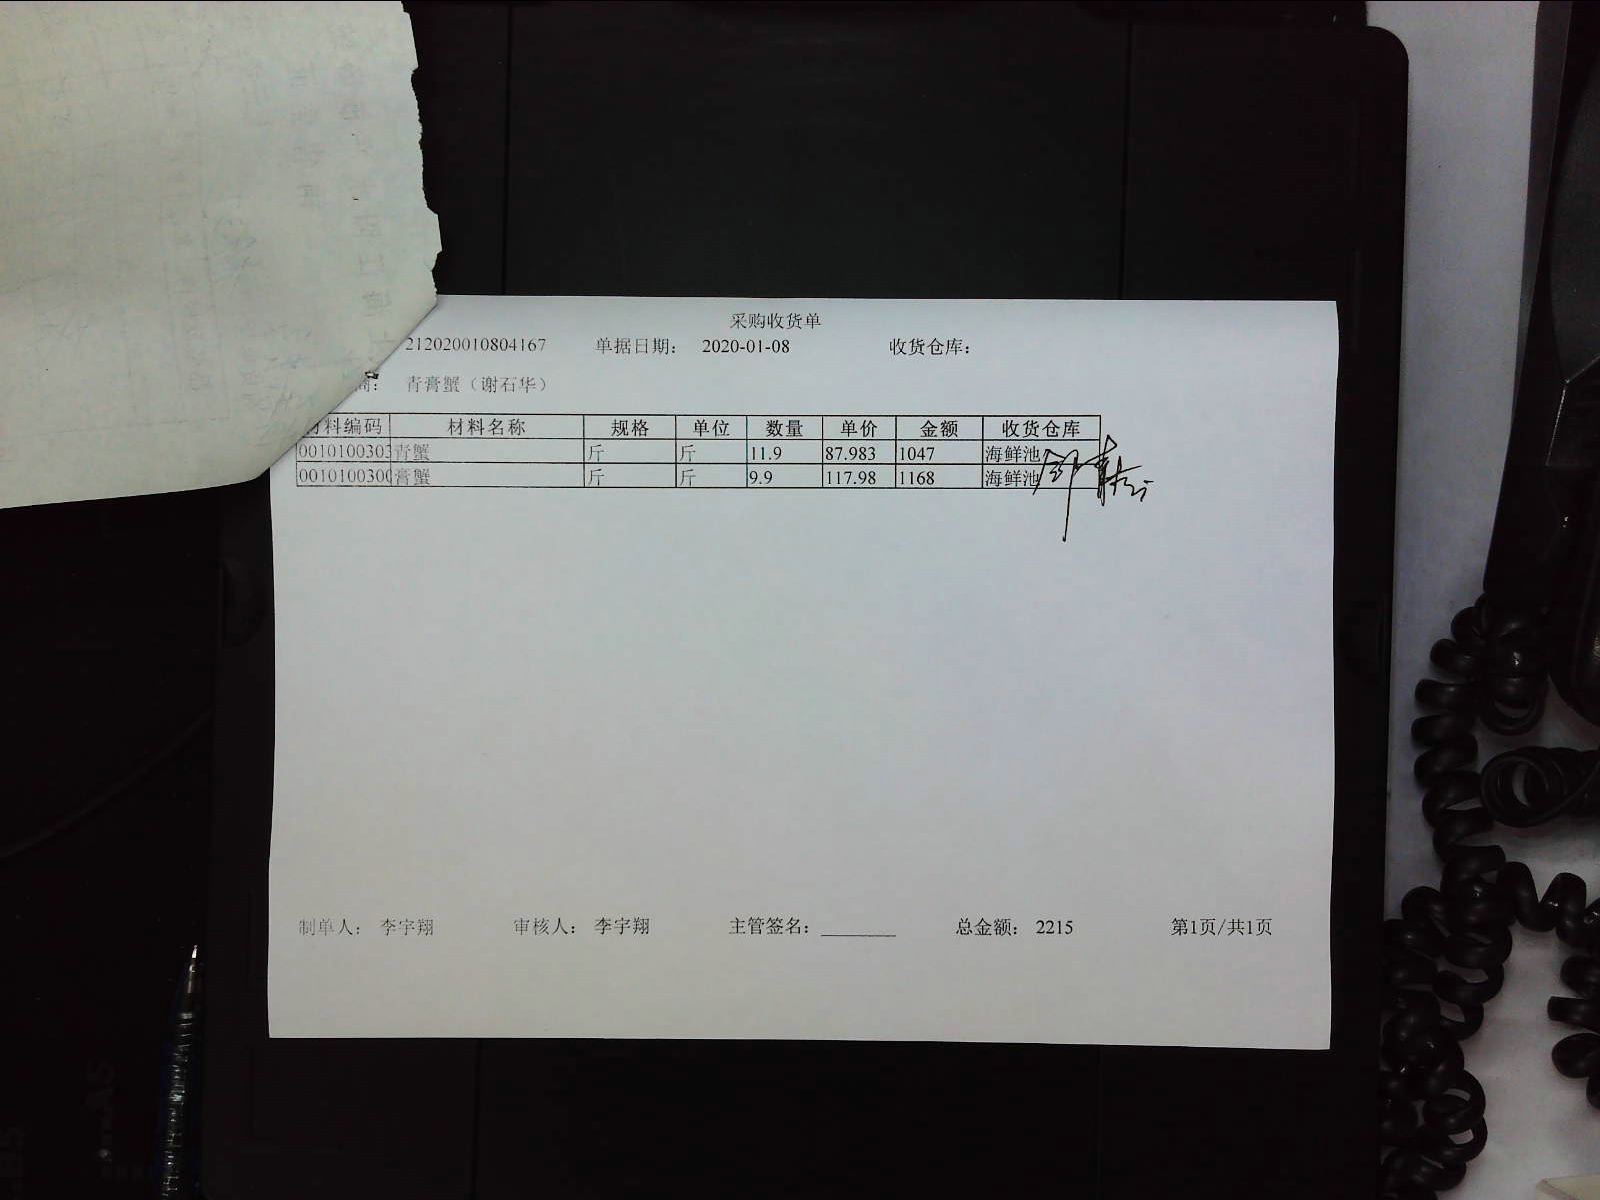 采购收货单
212020010804167 单据日期： 2020-01-08 收货仓库：
商： 青膏蟹（谢石华）
材料编码 材料名称 规格 单位 数量 单价 金额 收货仓库
0010100303 青蟹 斤 斤 11.9 87.983 1047 海鲜池
0010100300 膏蟹 斤 斤 9.9 117.98 1168 海鲜池
制单人： 李宇翔 审核人： 李宇翔 主管签名： 总金额： 2215 第1页/共1页